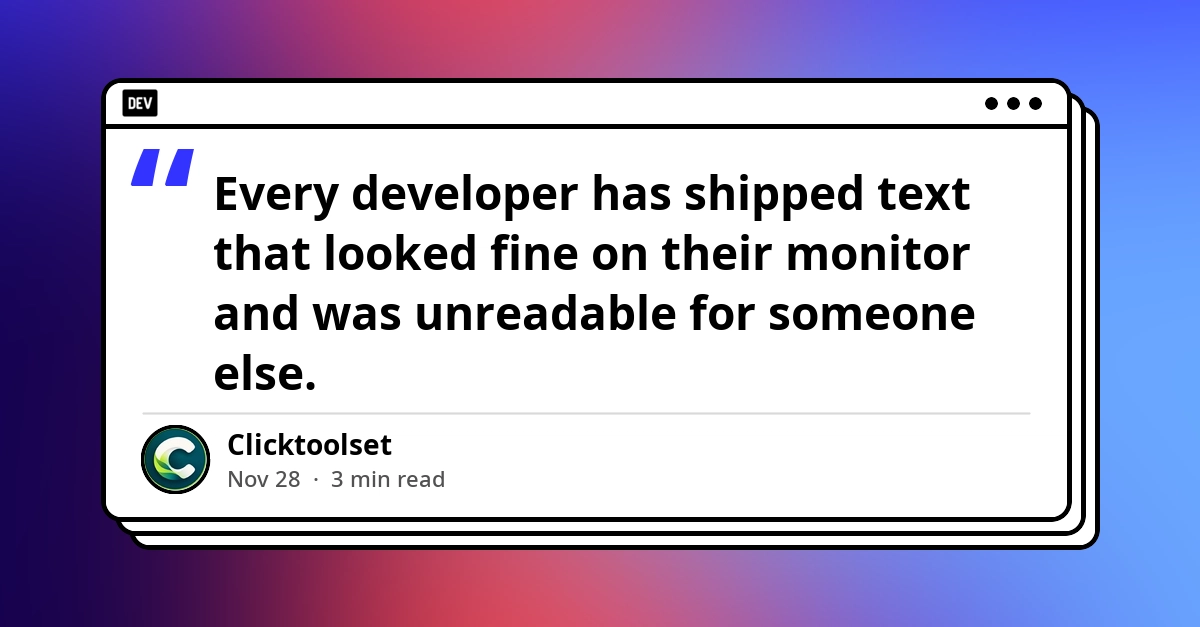 DEV
“
Every developer has shipped text
that looked fine on their monitor
and was unreadable for someone
else.
Clicktoolset
Nov 28 · 3 min read